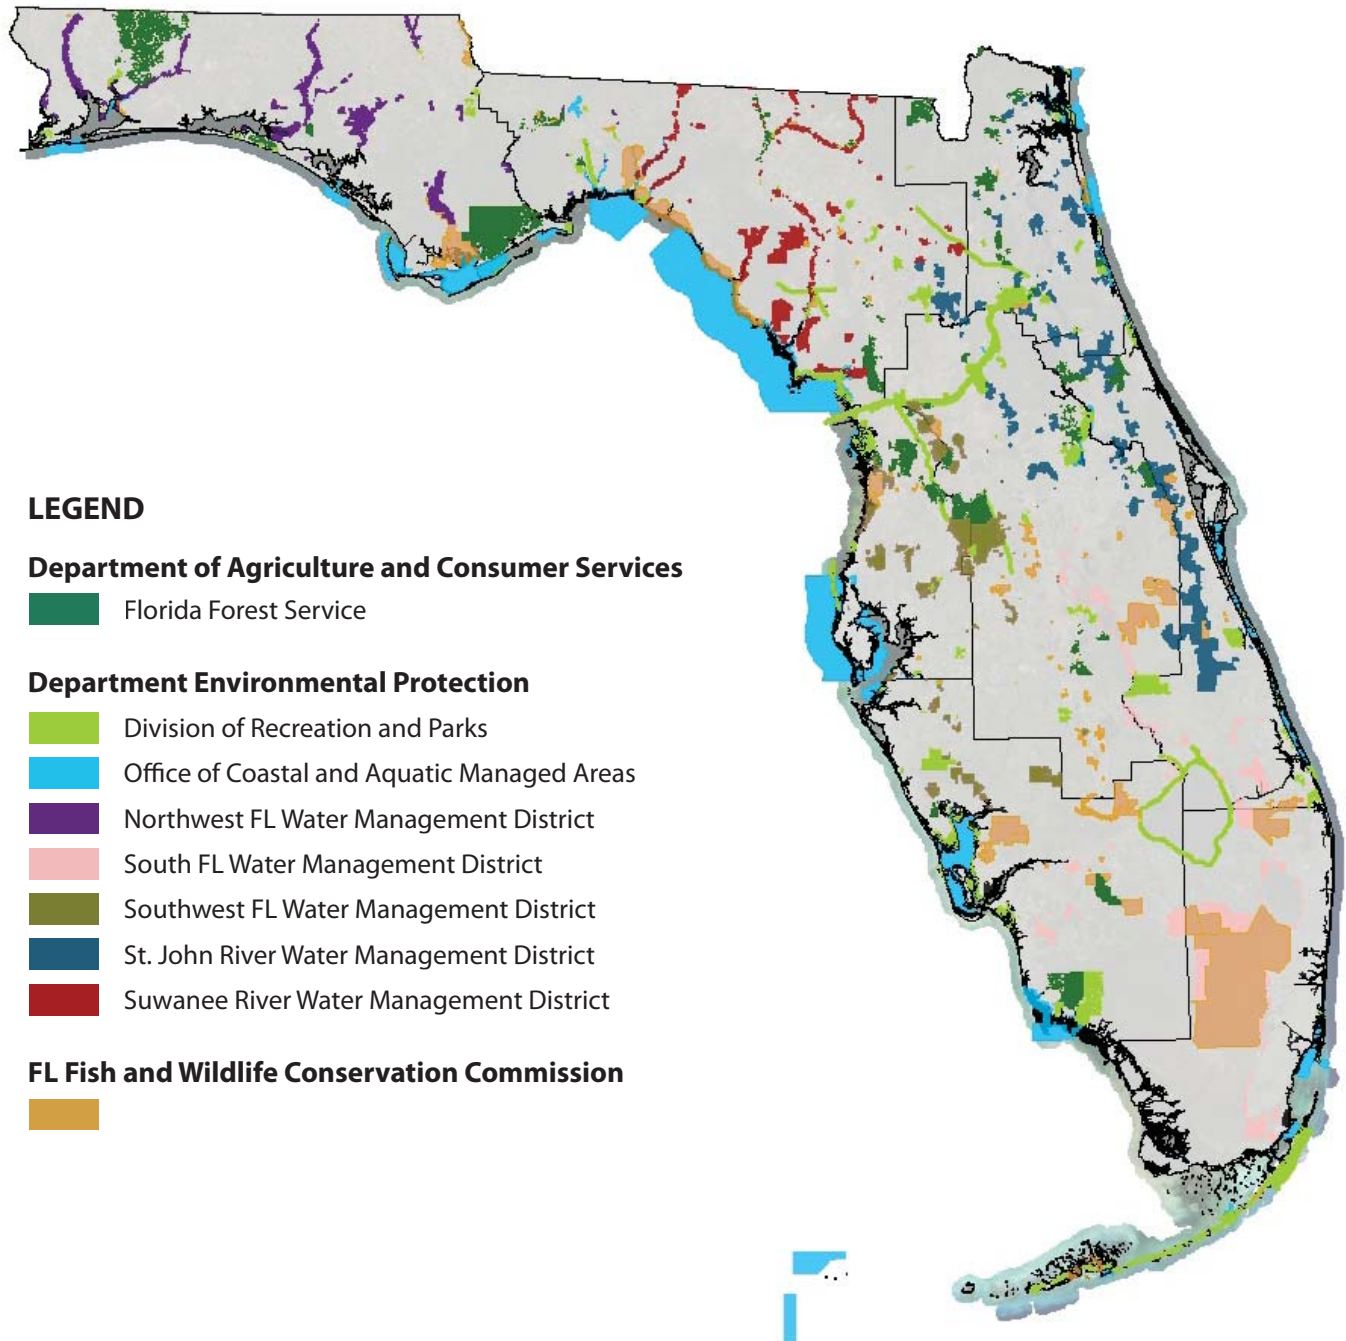 LEGEND
Department of Agriculture and Consumer Services
Florida Forest Service
Department Environmental Protection
Division of Recreation and Parks
Office of Coastal and Aquatic Managed Areas
Northwest FL Water Management District
South FL Water Management District
Southwest FL Water Management District
St. John River Water Management District
Suwanee River Water Management District
FL Fish and Wildlife Conservation Commission